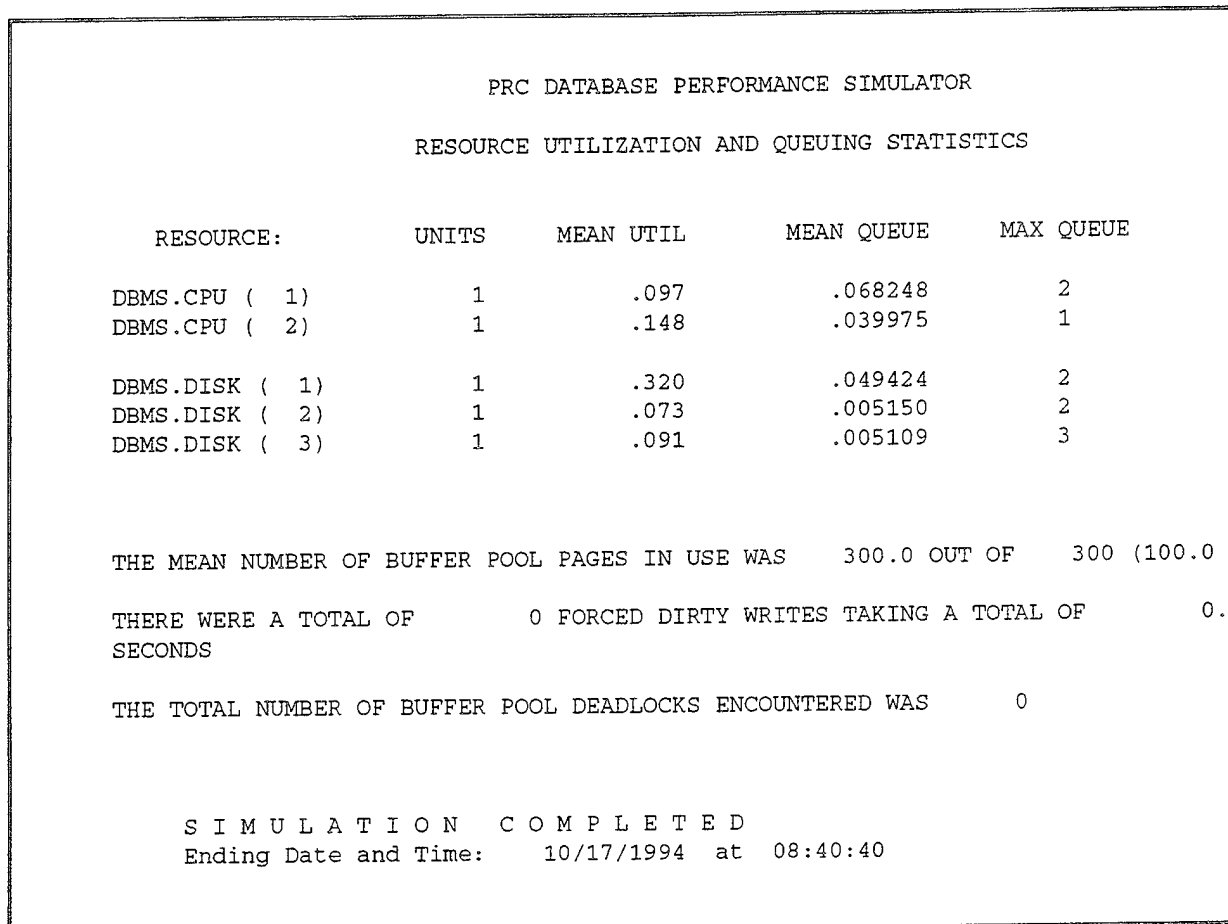 PRC DATABASE PERFORMANCE SIMULATOR
RESOURCE UTILIZATION AND QUEUING STATISTICS
RESOURCE: UNITS MEAN UTIL MEAN QUEUE MAX QUEUE
DBMS.CPU ( 1) 1 .097 .068248 2
DBMS.CPU ( 2) 1 .148 .039975 1
DBMS.DISK ( 1) 1 .320 .049424 2
DBMS.DISK ( 2) 1 .073 .005150 2
DBMS.DISK ( 3) 1 .091 .005109 3
THE MEAN NUMBER OF BUFFER POOL PAGES IN USE WAS 300.0 OUT OF 300 (100.0
THERE WERE A TOTAL OF 0 FORCED DIRTY WRITES TAKING A TOTAL OF 0.
SECONDS
THE TOTAL NUMBER OF BUFFER POOL DEADLOCKS ENCOUNTERED WAS 0
S I M U L A T I O N C O M P L E T E D
Ending Date and Time: 10/17/1994 at 08:40:40